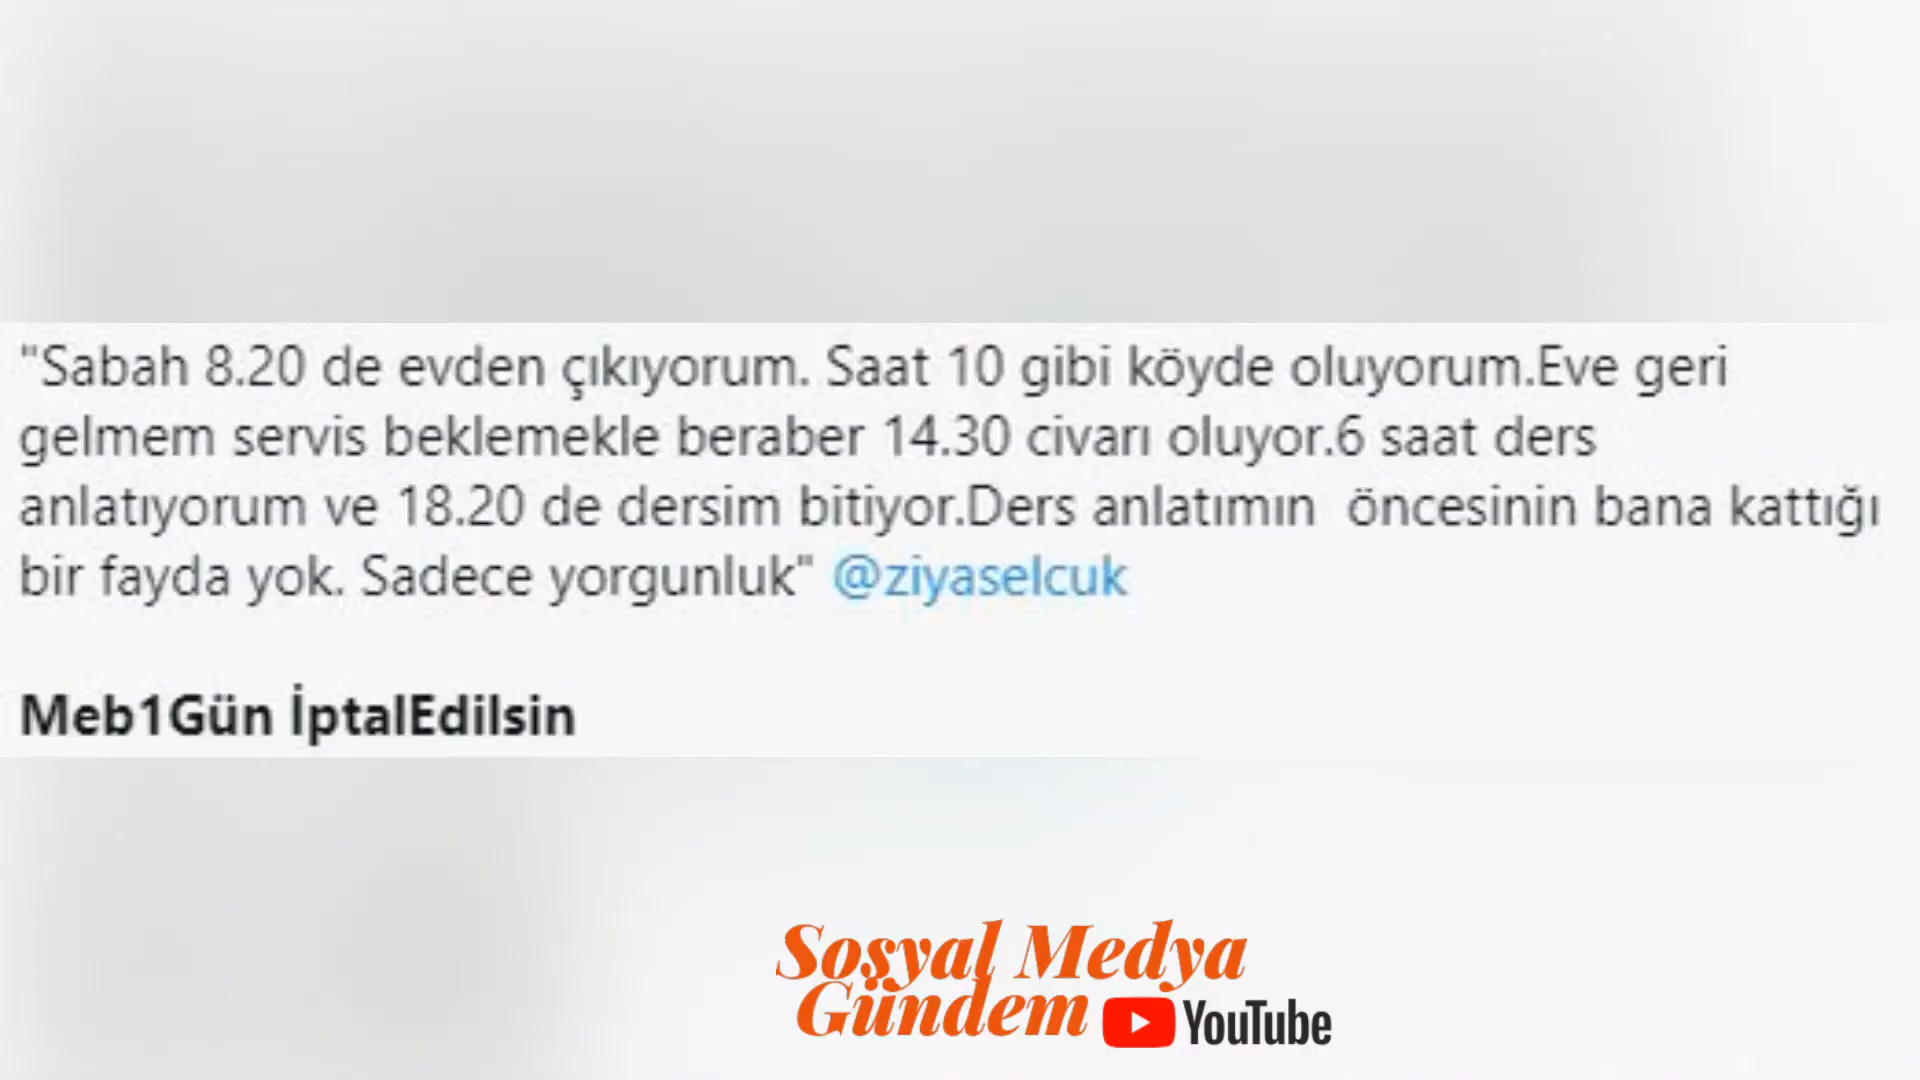 "Sabah 8.20 de evden çıkıyorum. Saat 10 gibi köyde oluyorum.Eve geri
gelmem servis beklemekle beraber 14.30 civarı oluyor.6 saat ders
anlatıyorum ve 18.20 de dersim bitiyor.Ders anlatımın  öncesinin bana kattığı
bir fayda yok. Sadece yorgunluk" @ziyaselcuk
Meb1Gün İptalEdilsin
Sosyal Medya
Gündem YouTube